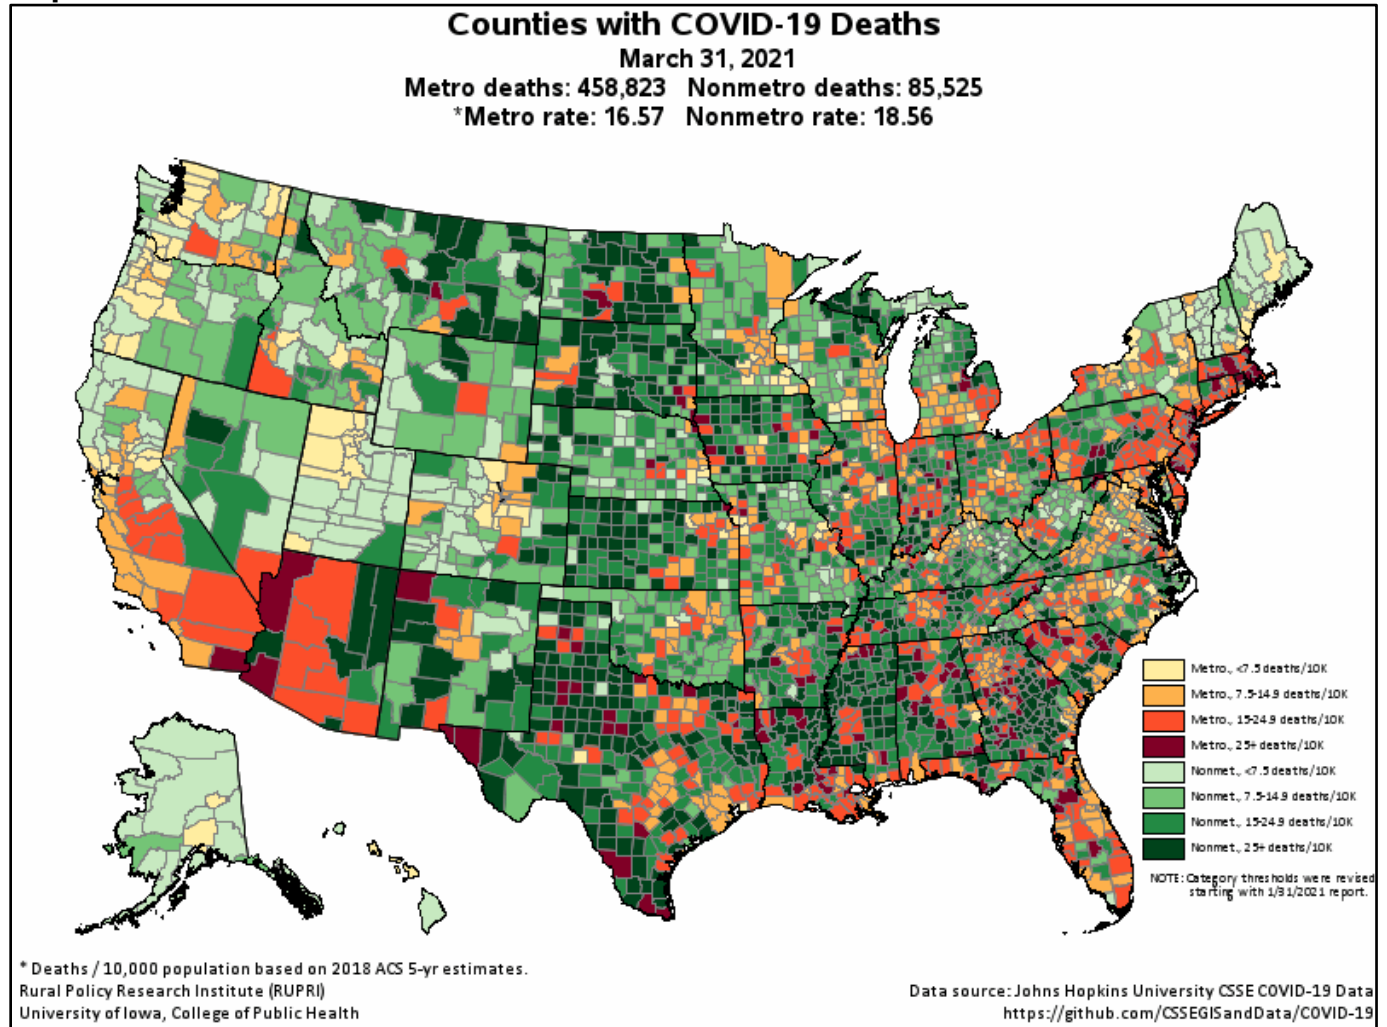 Counties with COVID-19 Deaths
March 31, 2021
Metro deaths: 458,823 Nonmetro deaths: 85,525
*Metro rate: 16.57 Nonmetro rate: 18.56
Metro., <7.5 deaths/10K
Metro., 7.5-14.9 deaths/10K
Metro., 15-24.9 deaths/10K
Metro., 25+ deaths/10K
Nonmet., <7.5 deaths/10K
Nonmet., 7.5-14.9 deaths/10K
Nonmet., 15-24.9 deaths/10K
Nonmet., 25+ deaths/10K
NOTE: Category thresholds were revised
starting with 1/31/2021 report.
* Deaths / 10,000 population based on 2018 ACS 5-yr estimates.
Rural Policy Research Institute (RUPRI)
University of Iowa, College of Public Health
Data source: Johns Hopkins University CSSE COVID-19 Data
https://github.com/CSSEGISandData/COVID-19